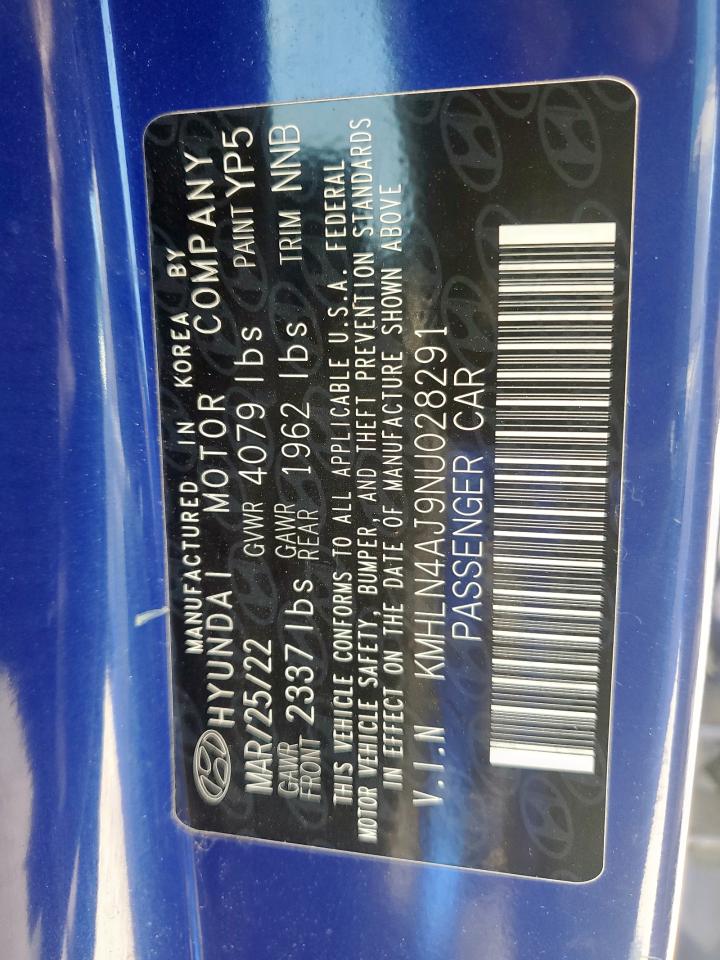 MANUFACTURED IN KOREA BY
HYUNDAI MOTOR COMPANY
MAR/25/22 GVWR 4079 lbs PAINT YP5
GAWR FRONT 2337 lbs GAWR REAR 1962 lbs TRIM NNB
THIS VEHICLE CONFORMS TO ALL APPLICABLE U.S.A. FEDERAL
MOTOR VEHICLE SAFETY, BUMPER, AND THEFT PREVENTION STANDARDS
IN EFFECT ON THE DATE OF MANUFACTURE SHOWN ABOVE
V.I.N KMHLN4AJ9NU028291
PASSENGER CAR